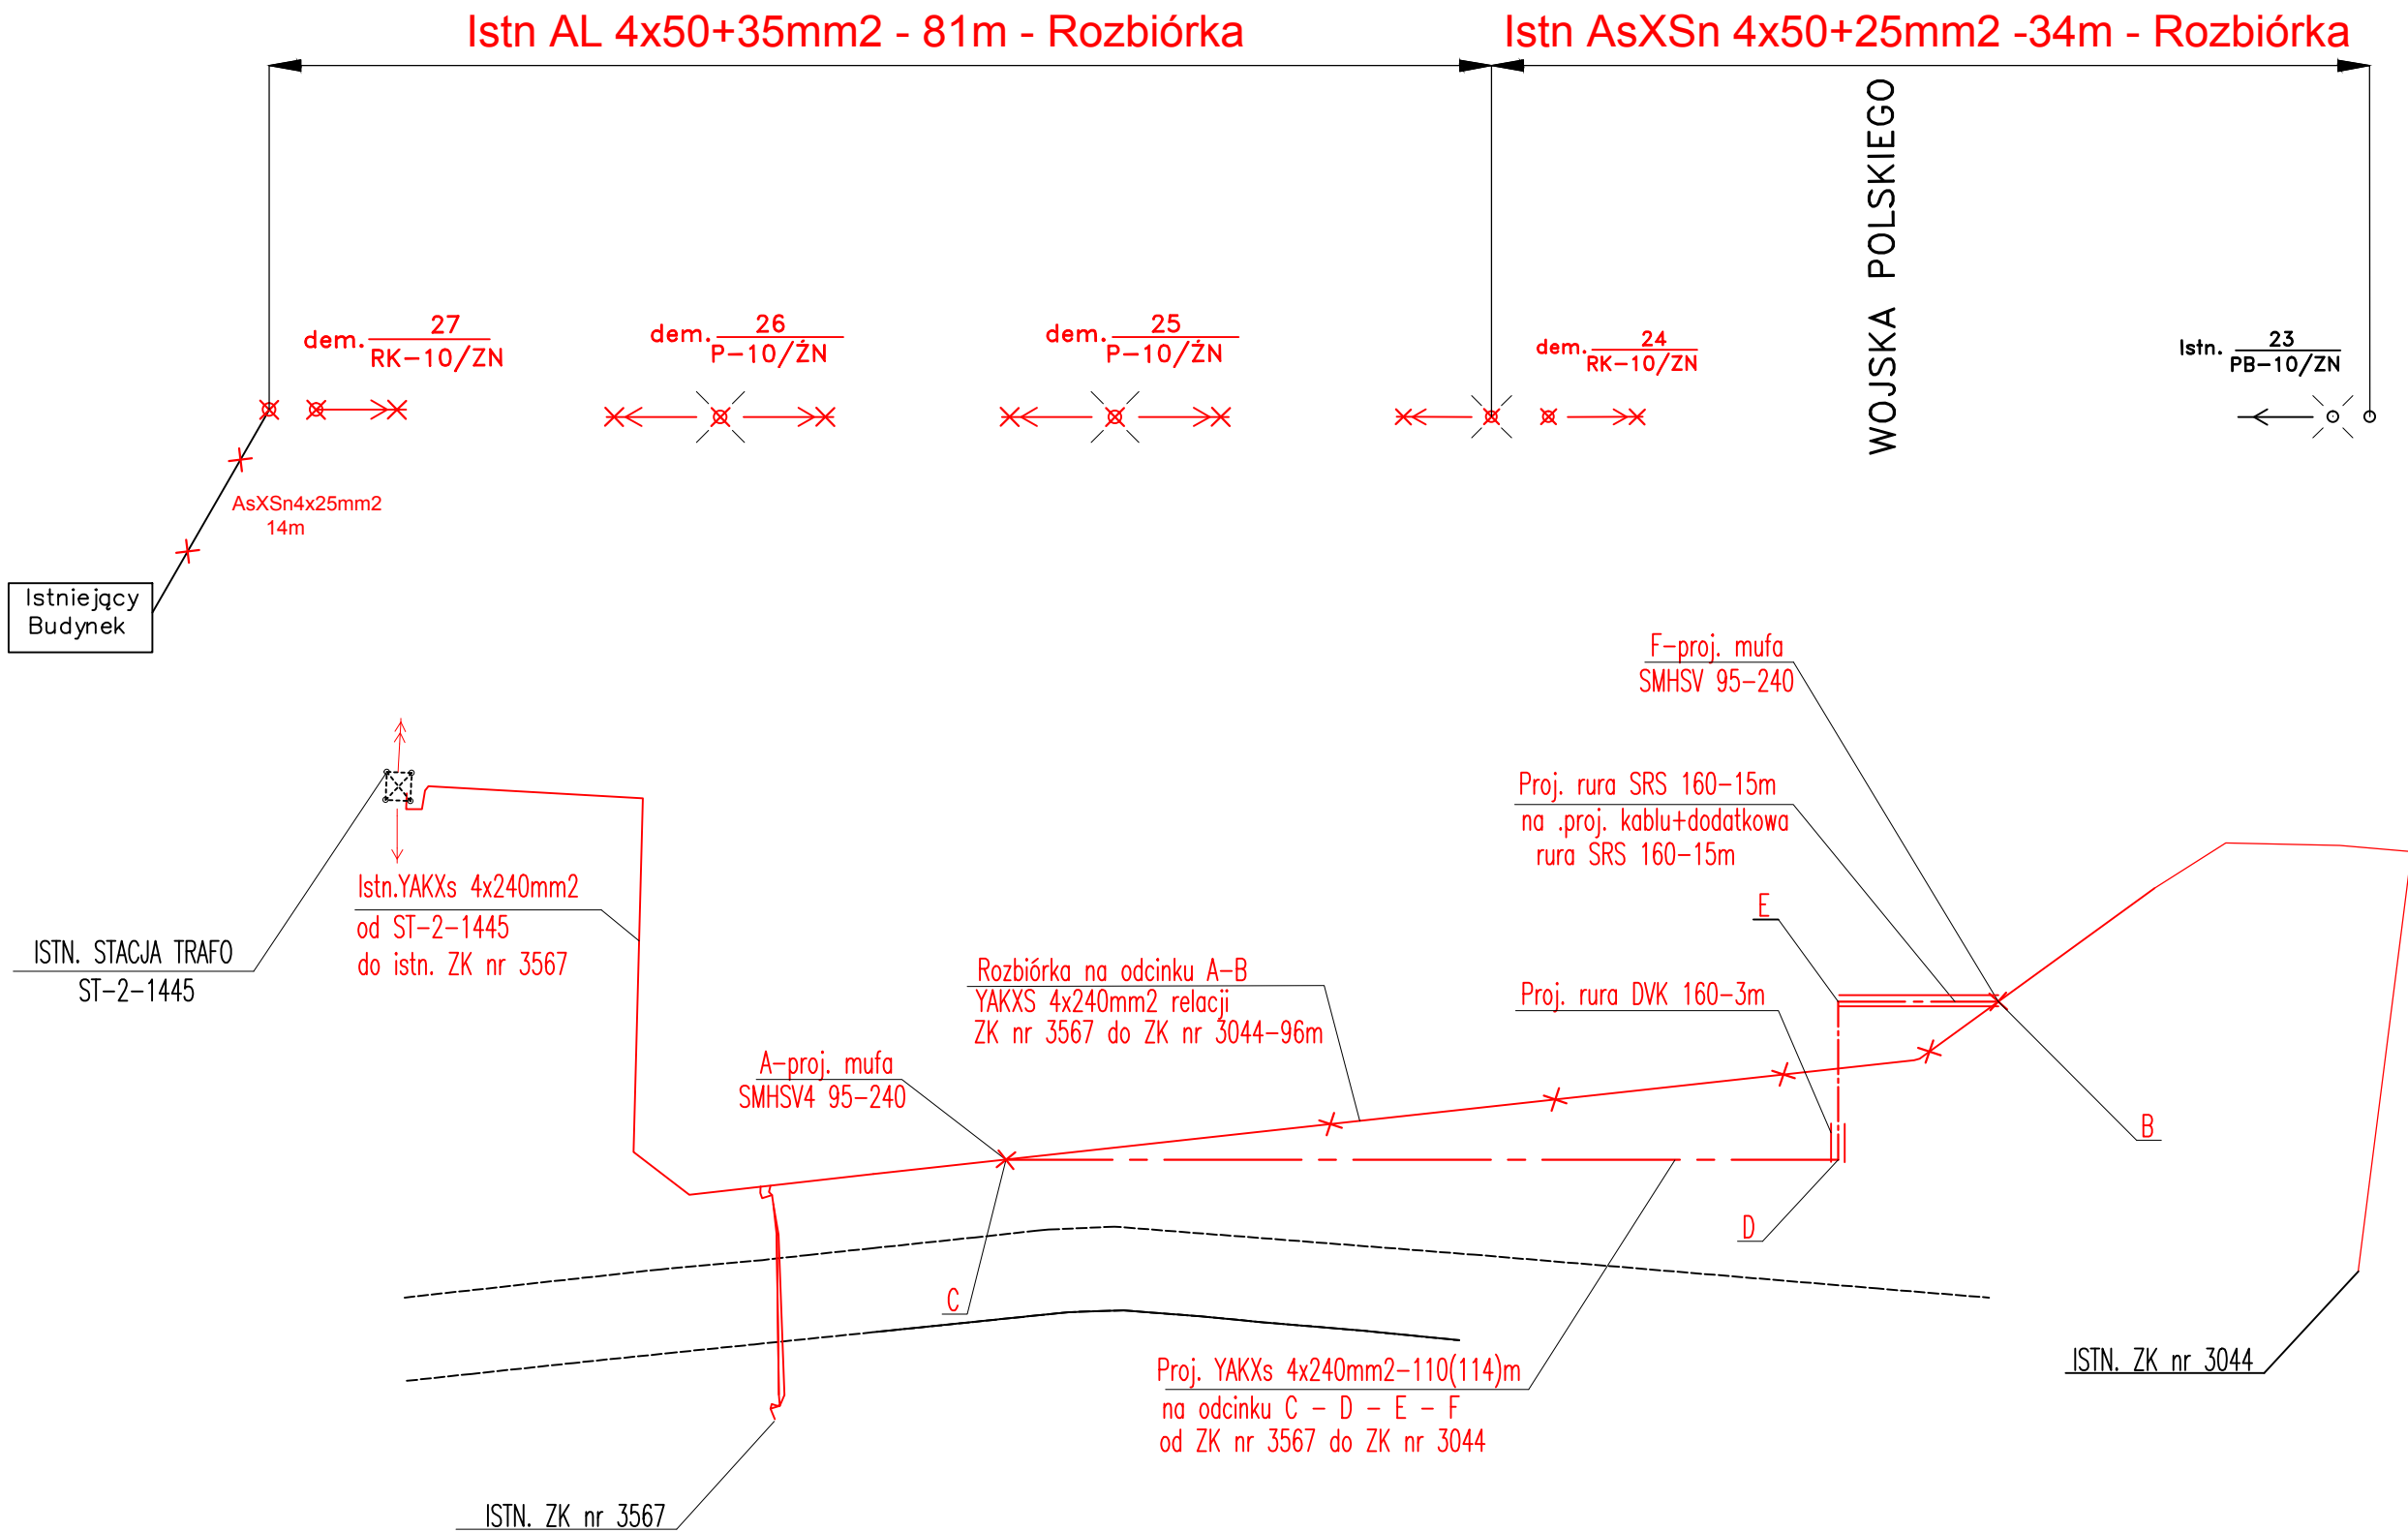 Istn AL 4x50+35mm2 - 81m - Rozbiórka
Istn AsXSn 4x50+25mm2 -34m - Rozbiórka
WOJSKA POLSKIEGO
dem. 27
RK-10/ZN
dem. 26
P-10/ŻN
dem. 25
P-10/ŻN
dem. 24
RK-10/ZN
Istn. 23
PB-10/ZN
AsXSn4x25mm2
14m
Istniejący
Budynek
F-proj. mufa
SMHSV 95-240
Proj. rura SRS 160-15m
na .proj. kablu+dodatkowa
rura SRS 160-15m
Istn.YAKXs 4x240mm2
od ST-2-1445
do istn. ZK nr 3567
E
ISTN. STACJA TRAFO
ST-2-1445
Rozbiórka na odcinku A-B
YAKXS 4x240mm2 relacji
ZK nr 3567 do ZK nr 3044-96m
Proj. rura DVK 160-3m
A-proj. mufa
SMHSV4 95-240
B
D
C
Proj. YAKXs 4x240mm2-110(114)m
na odcinku C - D - E - F
od ZK nr 3567 do ZK nr 3044
ISTN. ZK nr 3044
ISTN. ZK nr 3567